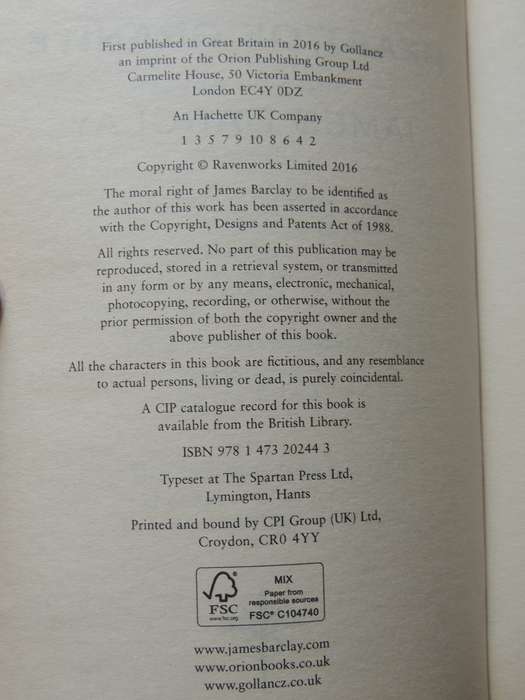 First published in Great Britain in 2016 by Gollancz
an imprint of the Orion Publishing Group Ltd
Carmelite House, 50 Victoria Embankment
London EC4Y 0DZ
An Hachette UK Company
1 3 5 7 9 10 8 6 4 2
Copyright © Ravenworks Limited 2016
The moral right of James Barclay to be identified as
the author of this work has been asserted in accordance
with the Copyright, Designs and Patents Act of 1988.
All rights reserved. No part of this publication may be
reproduced, stored in a retrieval system, or transmitted
in any form or by any means, electronic, mechanical,
photocopying, recording, or otherwise, without the
prior permission of both the copyright owner and the
above publisher of this book.
All the characters in this book are fictitious, and any resemblance
to actual persons, living or dead, is purely coincidental.
A CIP catalogue record for this book is
available from the British Library.
ISBN 978 1 473 20244 3
Typeset at The Spartan Press Ltd,
Lymington, Hants
Printed and bound by CPI Group (UK) Ltd,
Croydon, CR0 4YY
FSC
www.fsc.org
MIX
Paper from
responsible sources
FSC® C104740
www.jamesbarclay.com
www.orionbooks.co.uk
www.gollancz.co.uk